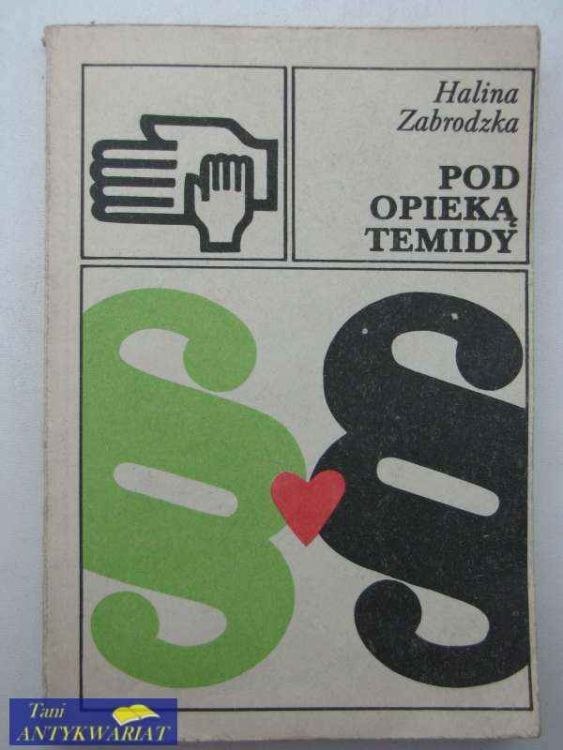 Halina
Zabrodzka
POD
OPIEKĄ
TEMIDY
§ §
Tani
ANTYKWARIAT